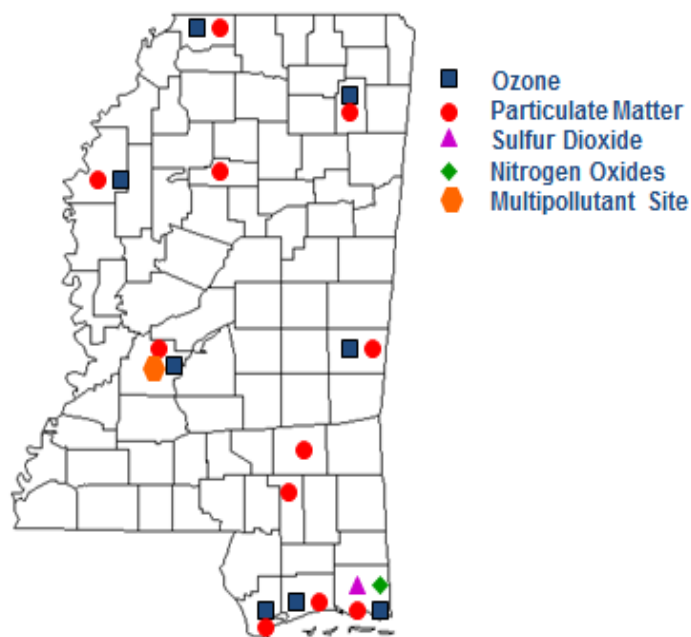 Ozone
Particulate Matter
Sulfur Dioxide
Nitrogen Oxides
Multipollutant Site